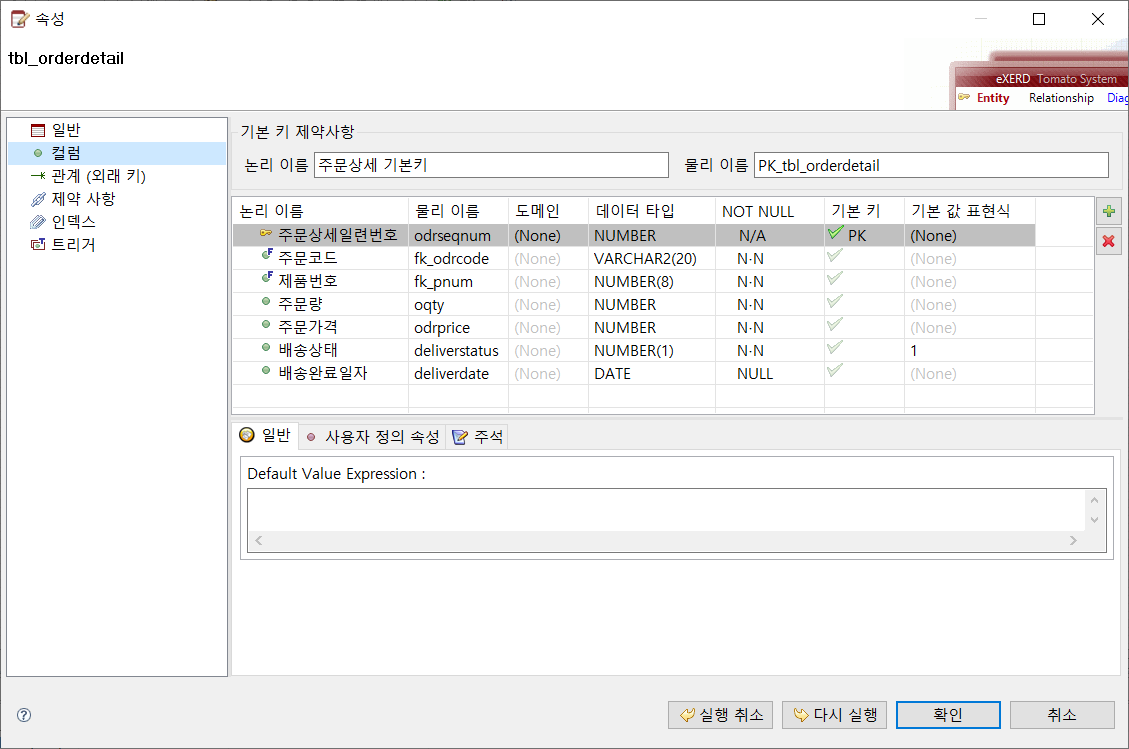 속성
tbl_orderdetail
eXERD Tomato System
Entity Relationship Diag
일반
컬럼
관계 (외래 키)
제약 사항
인덱스
트리거
기본 키 제약사항
논리 이름 주문상세 기본키 물리 이름 PK_tbl_orderdetail
논리 이름 물리 이름 도메인 데이터 타입 NOT NULL 기본 키 기본 값 표현식
주문상세일련번호 odrseqnum (None) NUMBER N/A PK (None)
주문코드 fk_odrcode (None) VARCHAR2(20) N·N (None)
제품번호 fk_pnum (None) NUMBER(8) N·N (None)
주문량 oqty (None) NUMBER N·N (None)
주문가격 odrprice (None) NUMBER N·N (None)
배송상태 deliverstatus (None) NUMBER(1) N·N 1
배송완료일자 deliverdate (None) DATE NULL (None)
일반 사용자 정의 속성 주석
Default Value Expression :
실행 취소 다시 실행 확인 취소